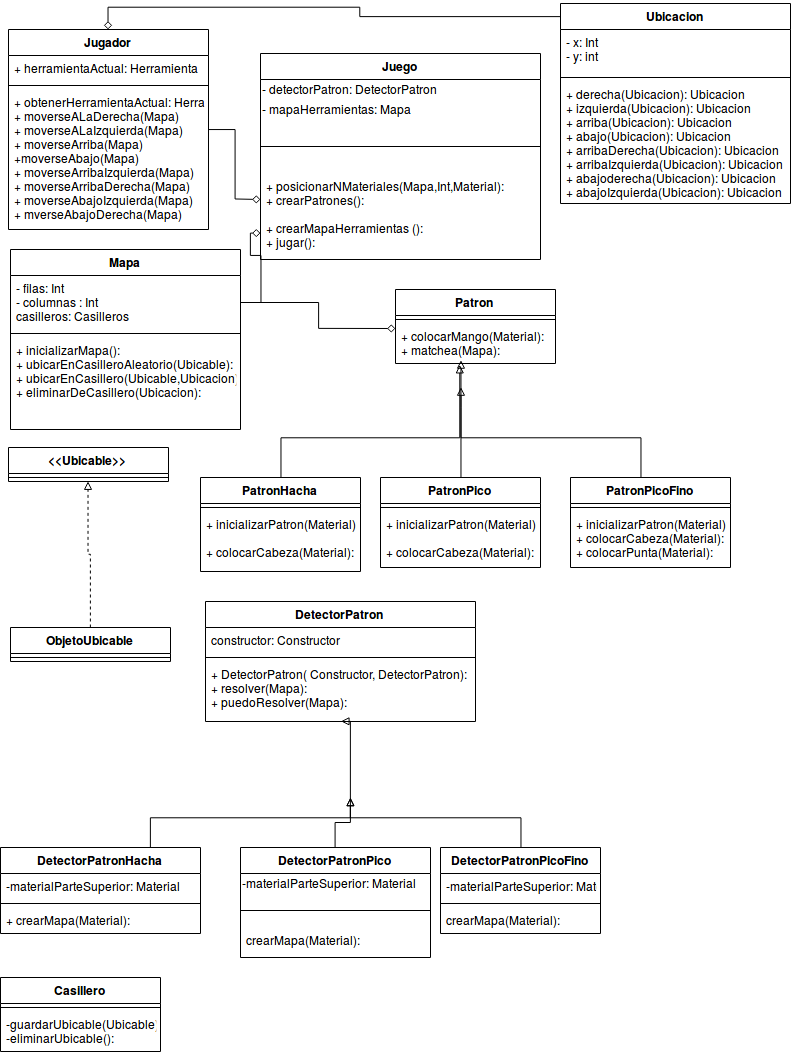 Jugador
+ herramientaActual: Herramienta
+ obtenerHerramientaActual: Herra
+ moverseALaDerecha(Mapa)
+ moverseALaIzquierda(Mapa)
+ moverseArriba(Mapa)
+moverseAbajo(Mapa)
+ moverseArribaIzquierda(Mapa)
+ moverseArribaDerecha(Mapa)
+ moverseAbajoIzquierda(Mapa)
+ mverseAbajoDerecha(Mapa)
Juego
- detectorPatron: DetectorPatron
- mapaHerramientas: Mapa
+ posicionarNMateriales(Mapa,Int,Material):
+ crearPatrones():
+ crearMapaHerramientas ():
+ jugar():
Ubicacion
- x: Int
- y: int
+ derecha(Ubicacion): Ubicacion
+ izquierda(Ubicacion): Ubicacion
+ arriba(Ubicacion): Ubicacion
+ abajo(Ubicacion): Ubicacion
+ arribaDerecha(Ubicacion): Ubicacion
+ arribaIzquierda(Ubicacion): Ubicacion
+ abajoderecha(Ubicacion): Ubicacion
+ abajoIzquierda(Ubicacion): Ubicacion
Mapa
- filas: Int
- columnas : Int
casilleros: Casilleros
+ inicializarMapa():
+ ubicarEnCasilleroAleatorio(Ubicable):
+ ubicarEnCasillero(Ubicable,Ubicacion)
+ eliminarDeCasillero(Ubicacion):
Patron
+ colocarMango(Material):
+ matchea(Mapa):
<<Ubicable>>
PatronHacha
+ inicializarPatron(Material)
+ colocarCabeza(Material):
PatronPico
+ inicializarPatron(Material)
+ colocarCabeza(Material):
PatronPicoFino
+ inicializarPatron(Material)
+ colocarCabeza(Material):
+ colocarPunta(Material):
ObjetoUbicable
DetectorPatron
constructor: Constructor
+ DetectorPatron( Constructor, DetectorPatron):
+ resolver(Mapa):
+ puedoResolver(Mapa):
DetectorPatronHacha
-materialParteSuperior: Material
+ crearMapa(Material):
DetectorPatronPico
-materialParteSuperior: Material
crearMapa(Material):
DetectorPatronPicoFino
-materialParteSuperior: Mat
crearMapa(Material):
Casillero
-guardarUbicable(Ubicable)
-eliminarUbicable():